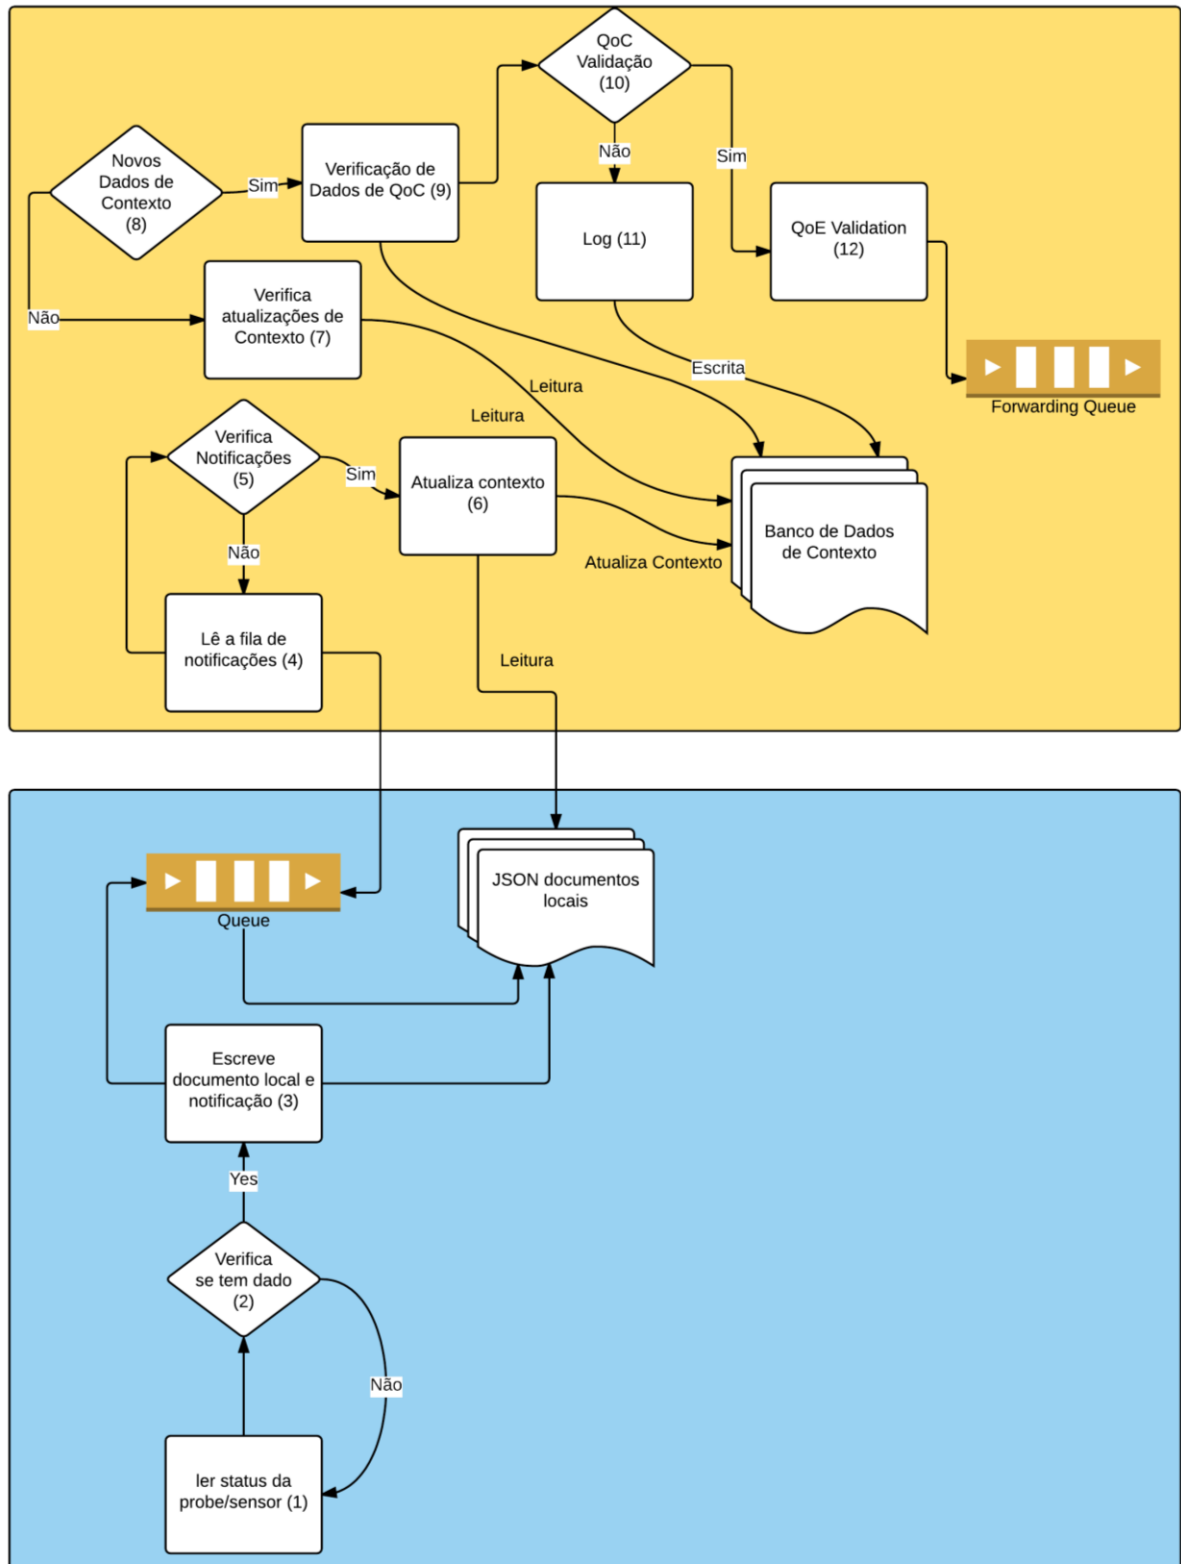 QoC
Validação
(10)
Novos
Dados de
Contexto
(8)
Sim
Verificação de
Dados de QoC (9)
Não
Sim
Log (11)
QoE Validation
(12)
Não
Verifica
atualizações de
Contexto (7)
Escrita
Leitura
Leitura
Forwarding Queue
Verifica
Notificações
(5)
Sim
Atualiza contexto
(6)
Banco de Dados
de Contexto
Não
Atualiza Contexto
Lê a fila de
notificações (4)
Leitura
JSON documentos
locais
Queue
Escreve
documento local e
notificação (3)
Yes
Verifica
se tem dado
(2)
Não
ler status da
probe/sensor (1)